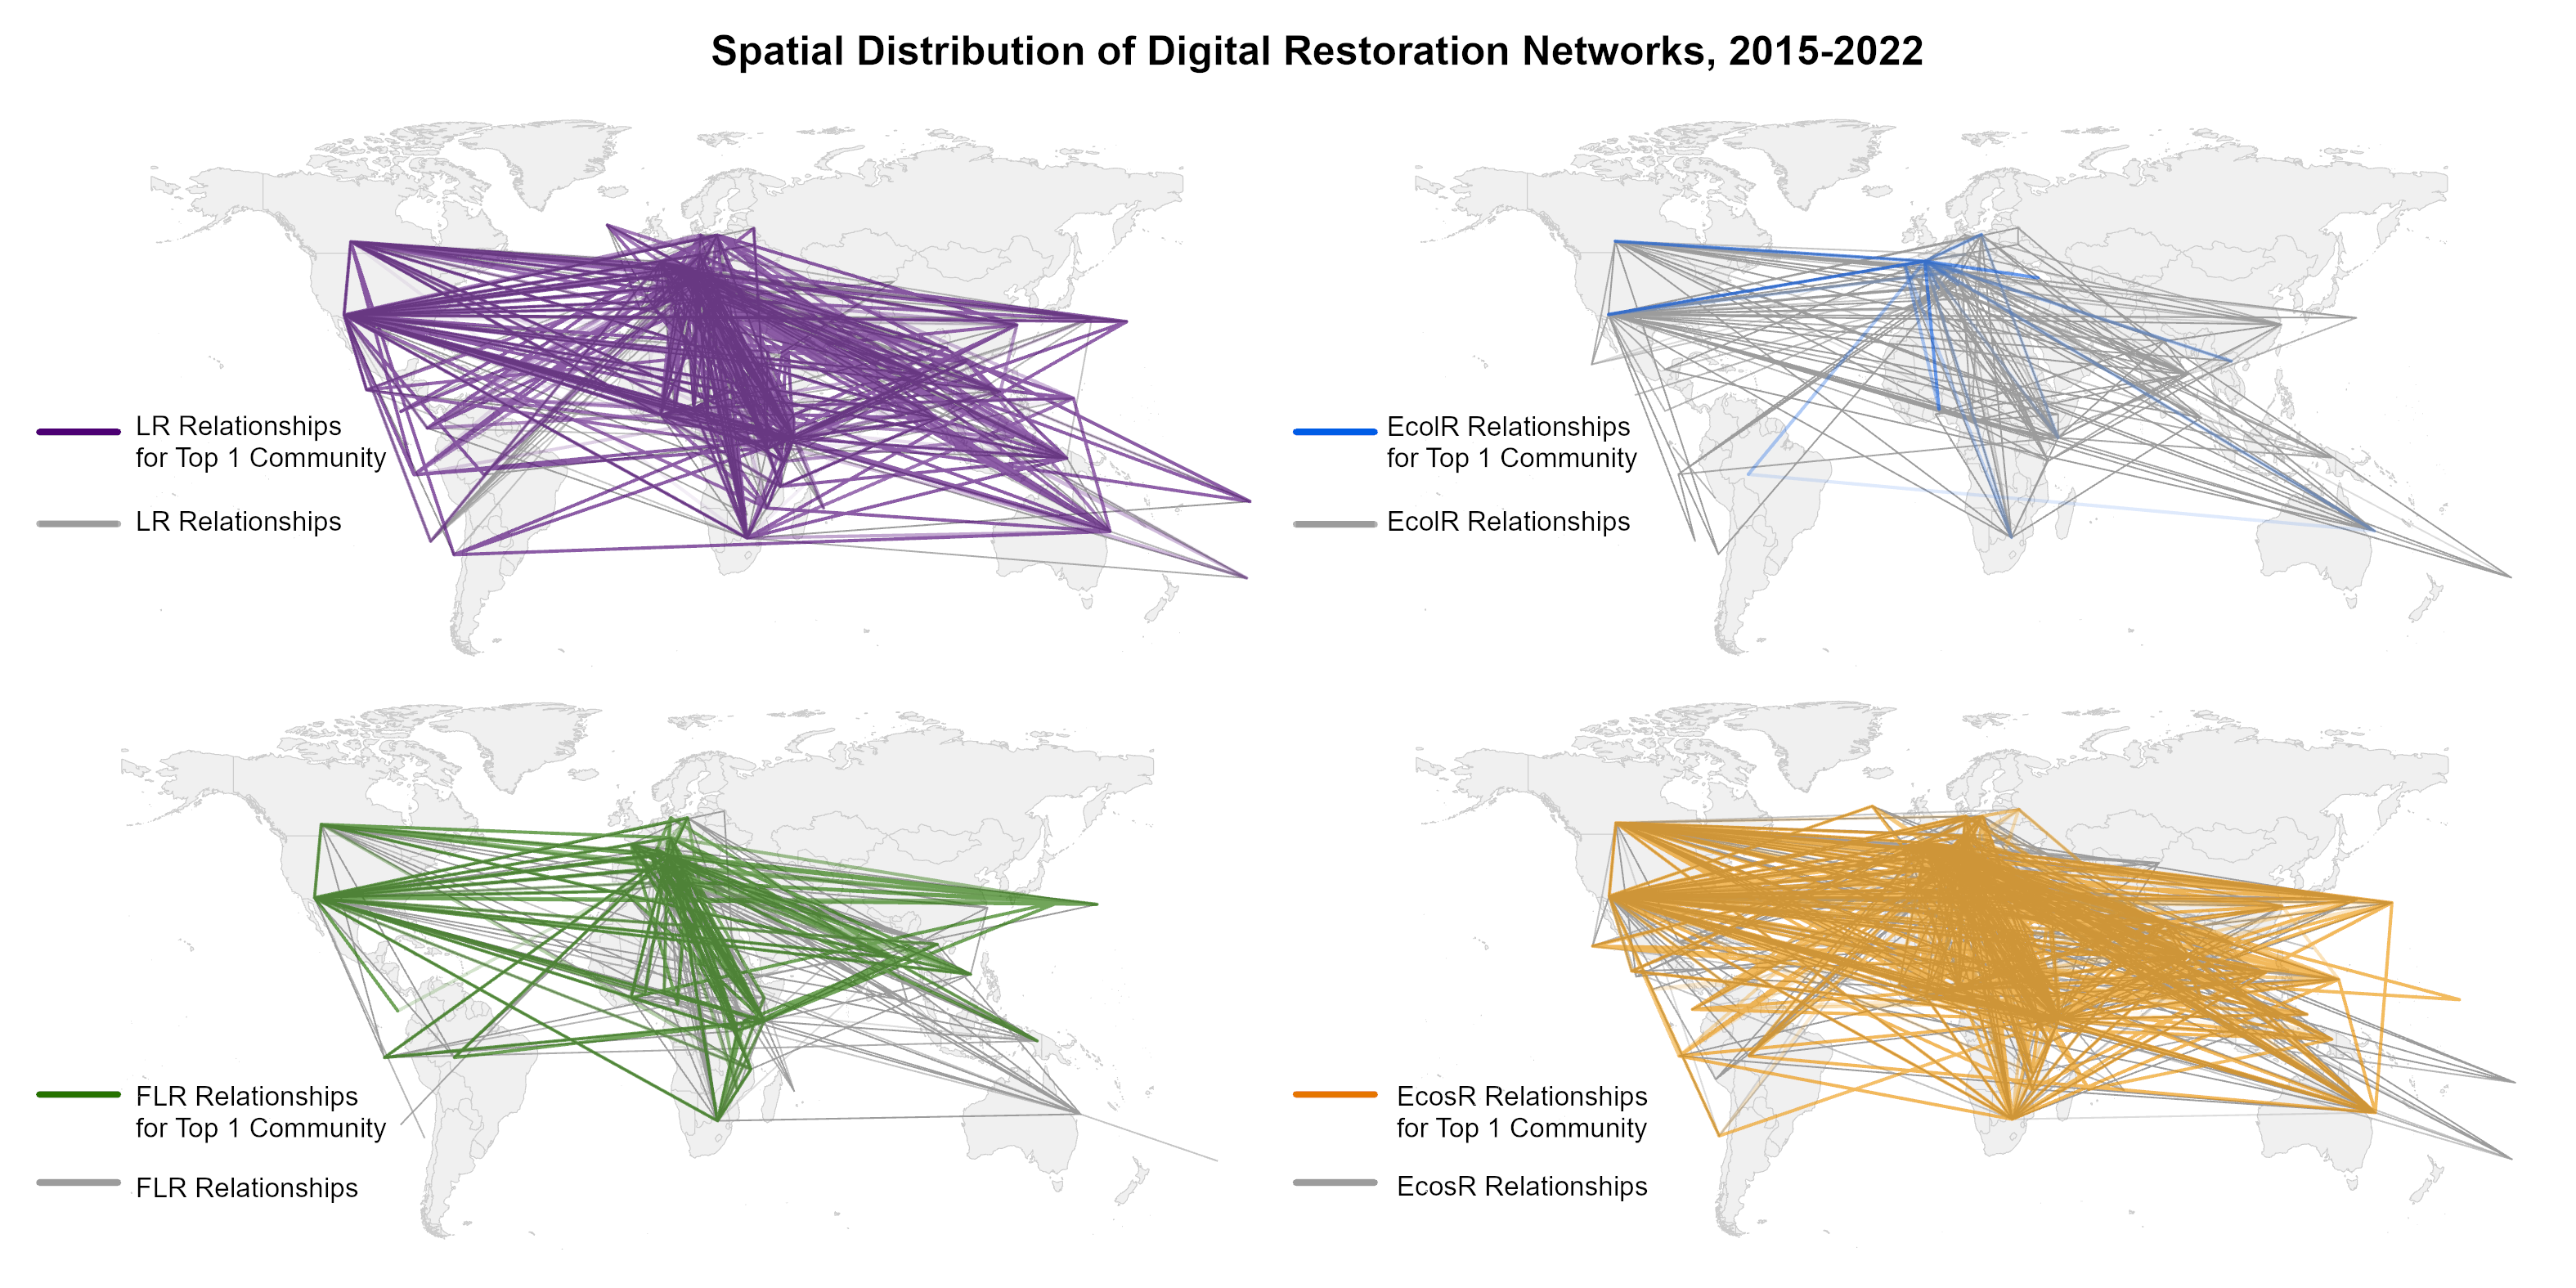 Spatial Distribution of Digital Restoration Networks, 2015-2022
LR Relationships
for Top 1 Community
LR Relationships
EcolR Relationships
for Top 1 Community
EcolR Relationships
FLR Relationships
for Top 1 Community
FLR Relationships
EcosR Relationships
for Top 1 Community
EcosR Relationships